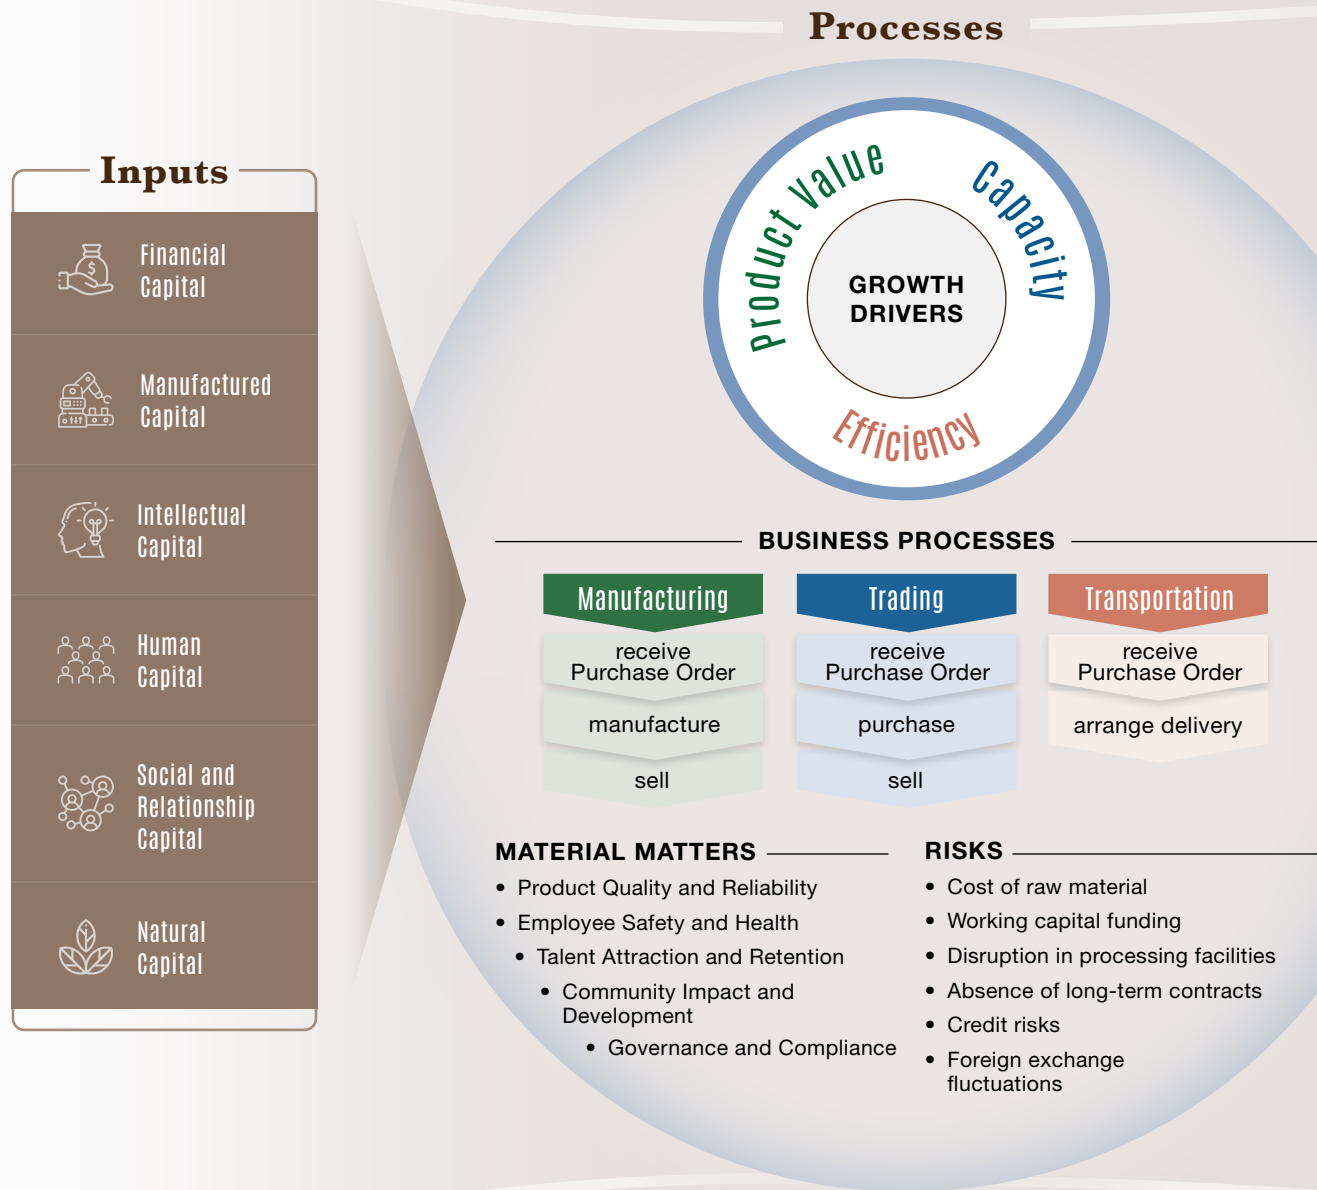 Processes
Inputs
Financial
Capital
Manufactured
Capital
Intellectual
Capital
Human
Capital
Social and
Relationship
Capital
Natural
Capital
Product Value
Capacity
Efficiency
GROWTH
DRIVERS
BUSINESS PROCESSES
Manufacturing
receive
Purchase Order
manufacture
sell
Trading
receive
Purchase Order
purchase
sell
Transportation
receive
Purchase Order
arrange delivery
MATERIAL MATTERS
• Product Quality and Reliability
• Employee Safety and Health
• Talent Attraction and Retention
• Community Impact and
Development
• Governance and Compliance
RISKS
• Cost of raw material
• Working capital funding
• Disruption in processing facilities
• Absence of long-term contracts
• Credit risks
• Foreign exchange
fluctuations